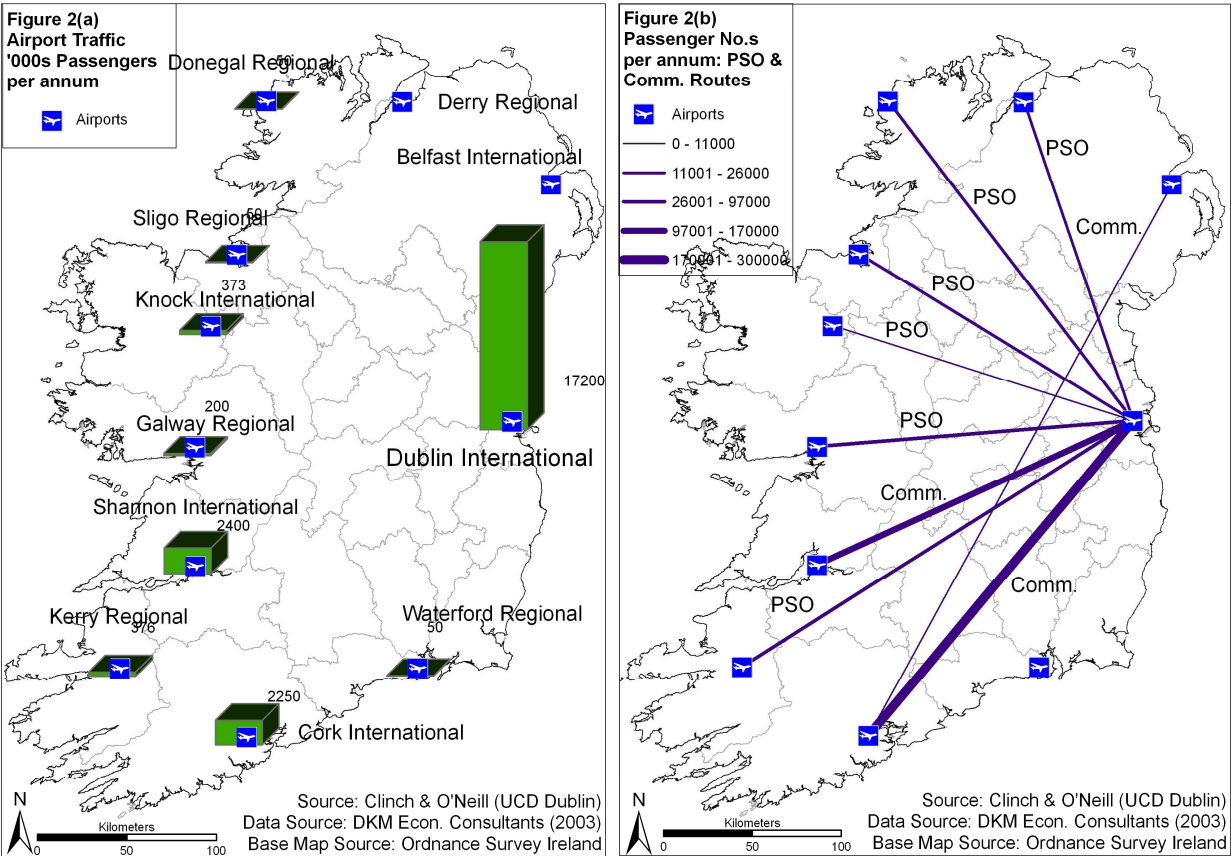 Figure 2(a)
Airport Traffic
'000s Passengers
per annum
Airports
Donegal Regional
50
Derry Regional
Belfast International
Sligo Regional
50
373
Knock International
17200
200
Galway Regional
Dublin International
Shannon International
2400
Kerry Regional
376
Waterford Regional
50
2250
Cork International
N
Kilometers
0 50 100
Source: Clinch & O'Neill (UCD Dublin)
Data Source: DKM Econ. Consultants (2003)
Base Map Source: Ordnance Survey Ireland
Figure 2(b)
Passenger No.s
per annum: PSO &
Comm. Routes
Airports
0 - 11000
11001 - 26000
26001 - 97000
97001 - 170000
170001 - 300000
PSO
PSO
Comm.
PSO
PSO
PSO
Comm.
Comm.
PSO
N
Kilometers
0 50 100
Source: Clinch & O'Neill (UCD Dublin)
Data Source: DKM Econ. Consultants (2003)
Base Map Source: Ordnance Survey Ireland